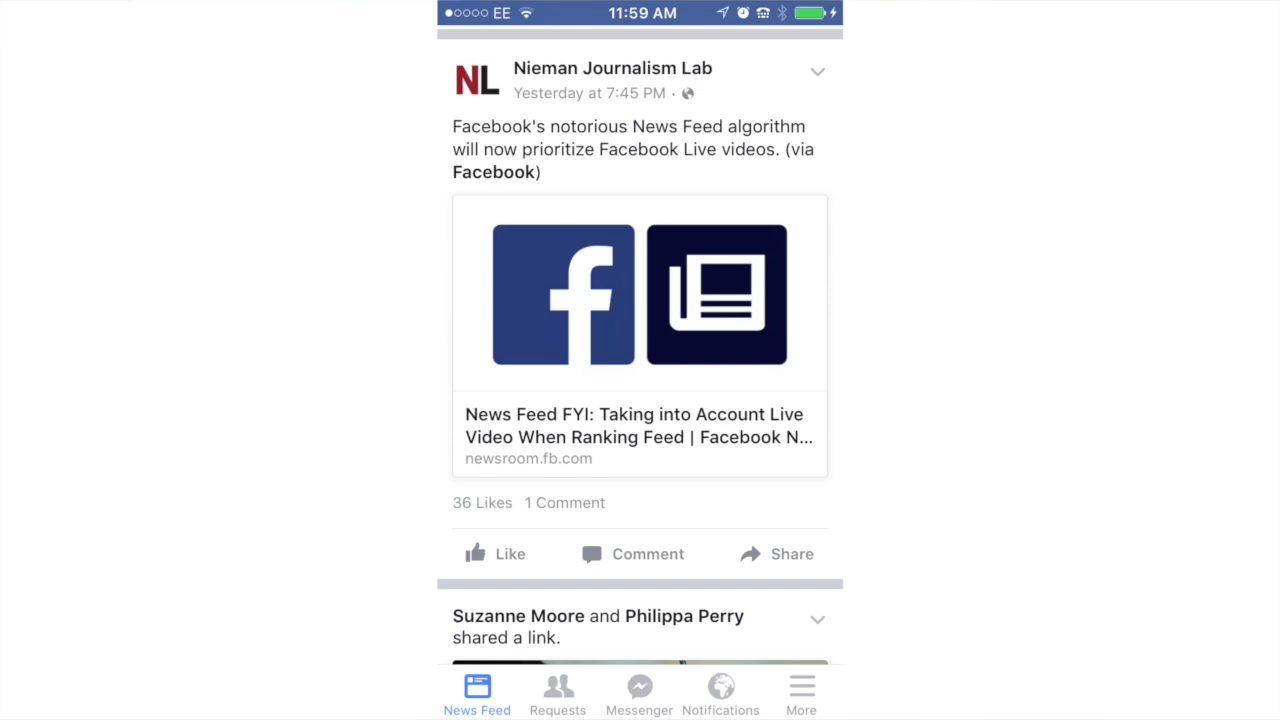 EE 11:59 AM
NL
Nieman Journalism Lab
Yesterday at 7:45 PM ·
Facebook's notorious News Feed algorithm
will now prioritize Facebook Live videos. (via
Facebook)
f
News Feed FYI: Taking into Account Live
Video When Ranking Feed | Facebook N...
newsroom.fb.com
36 Likes 1 Comment
Like Comment Share
Suzanne Moore and Philippa Perry
shared a link.
News Feed Requests Messenger Notifications More